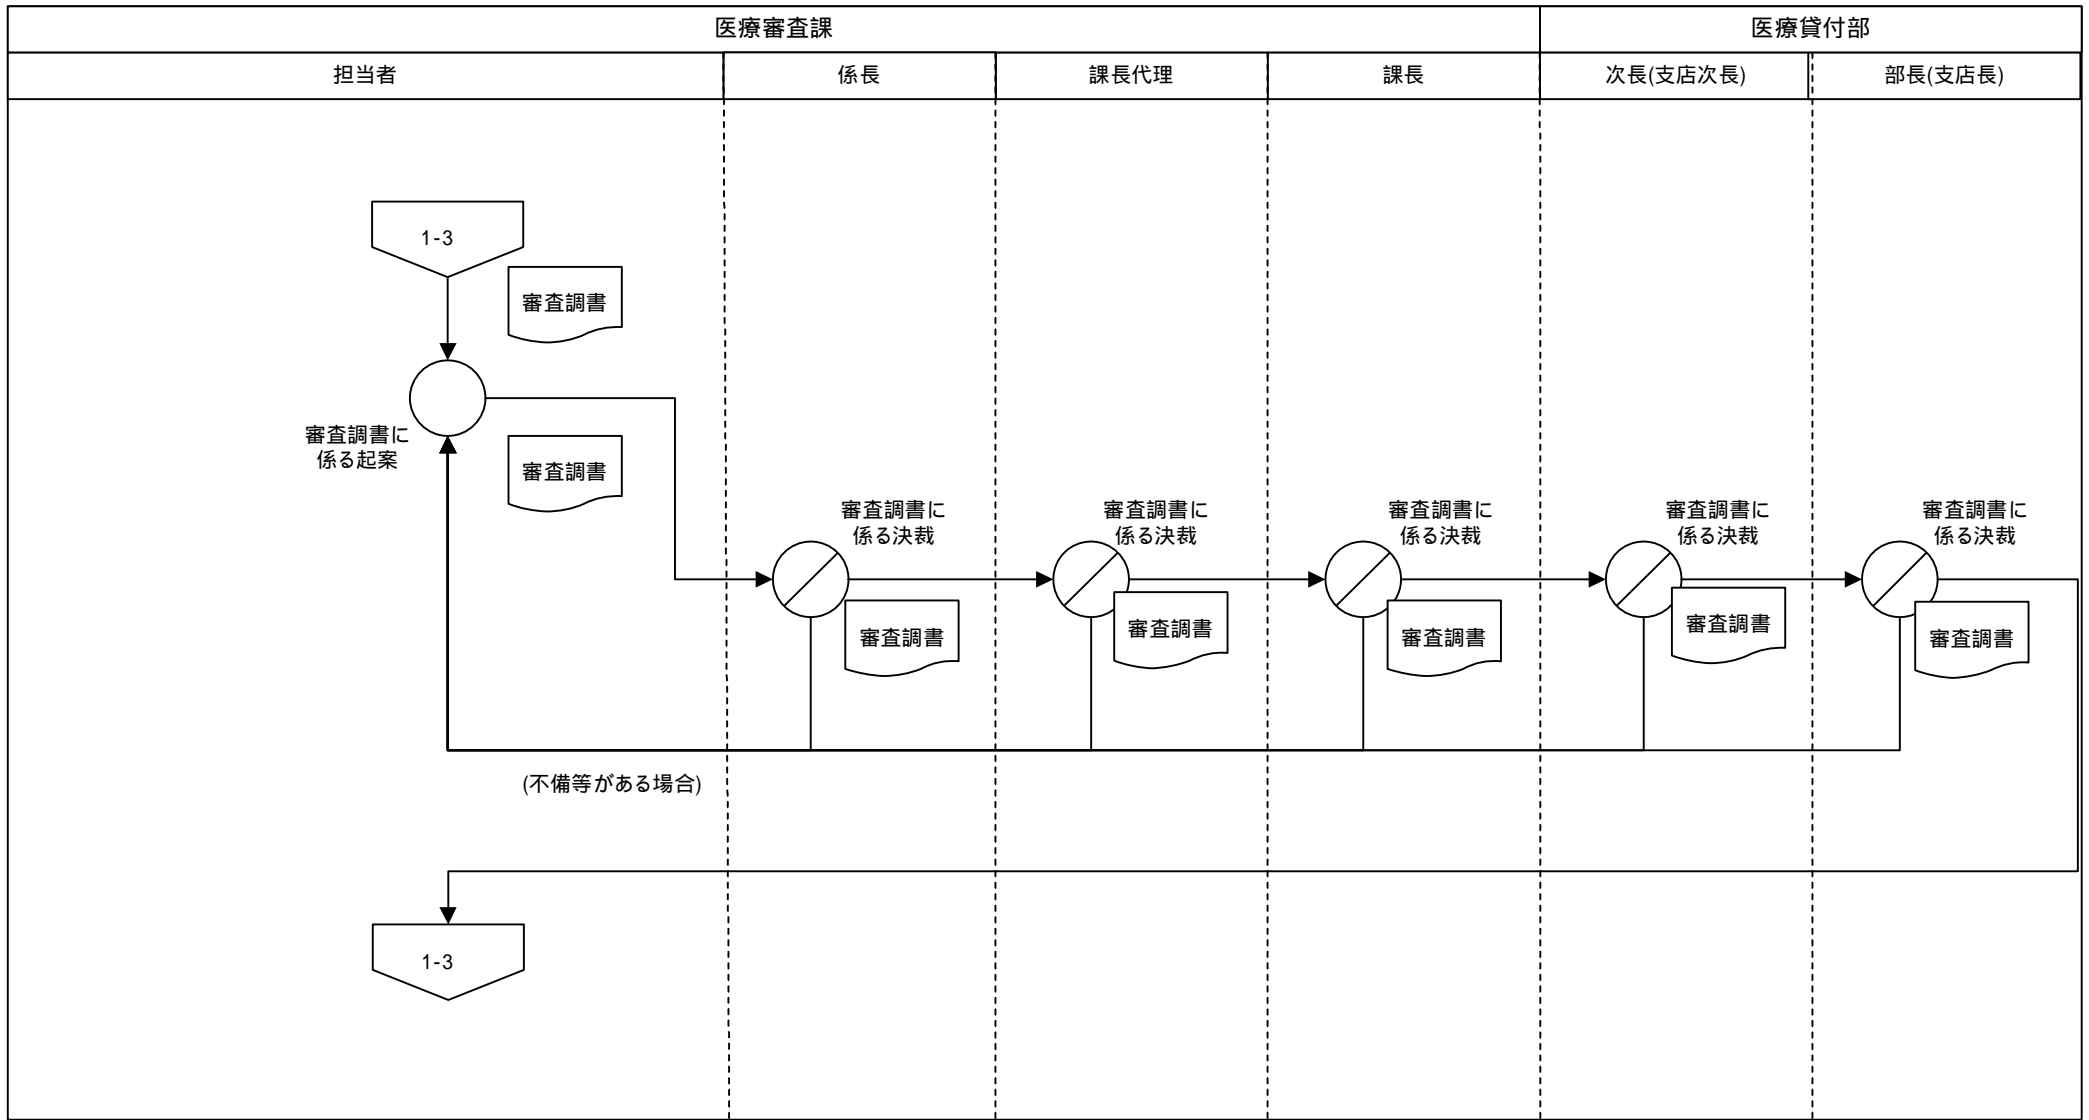 医療審査課
医療貸付部
担当者
係長
課長代理
課長
次長(支店次長)
部長(支店長)
1-3
審査調書
審査調書に
係る起案
審査調書
審査調書に
係る決裁
審査調書に
係る決裁
審査調書に
係る決裁
審査調書に
係る決裁
審査調書に
係る決裁
審査調書
審査調書
審査調書
審査調書
審査調書
(不備等がある場合)
1-3